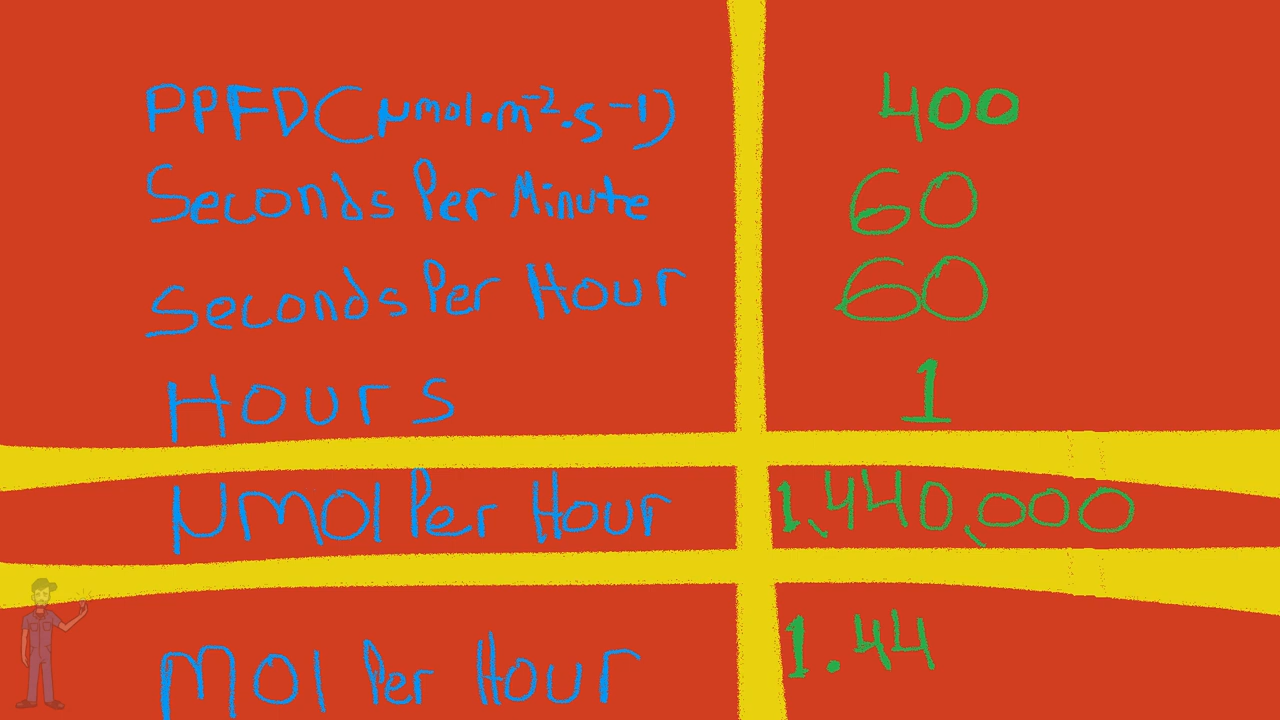 PPFD(μmol·m⁻²·s⁻¹) 400
Seconds Per Minute 60
Seconds Per Hour 60
Hours 1
μmol Per Hour 1,440,000
mol Per Hour 1.44